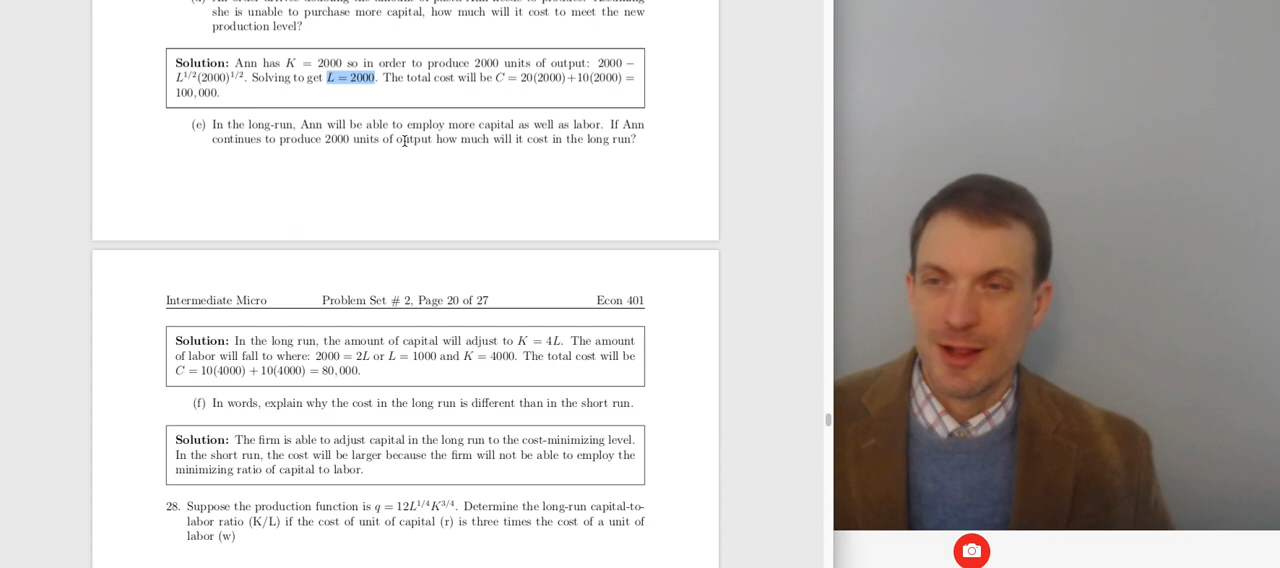 she is unable to purchase more capital, how much will it cost to meet the new
production level?
Solution: Ann has K = 2000 so in order to produce 2000 units of output: 2000 −
L^{1/2}(2000)^{1/2}. Solving to get L = 2000. The total cost will be C = 20(2000)+10(2000) =
100,000.
(e) In the long-run, Ann will be able to employ more capital as well as labor. If Ann
continues to produce 2000 units of output how much will it cost in the long run?
Intermediate Micro Problem Set # 2, Page 20 of 27 Econ 401
Solution: In the long run, the amount of capital will adjust to K = 4L. The amount
of labor will fall to where: 2000 = 2L or L = 1000 and K = 4000. The total cost will be
C = 10(4000) + 10(4000) = 80,000.
(f) In words, explain why the cost in the long run is different than in the short run.
Solution: The firm is able to adjust capital in the long run to the cost-minimizing level.
In the short run, the cost will be larger because the firm will not be able to employ the
minimizing ratio of capital to labor.
28. Suppose the production function is q = 12L^{1/4}K^{3/4}. Determine the long-run capital-to-
labor ratio (K/L) if the cost of unit of capital (r) is three times the cost of a unit of
labor (w)